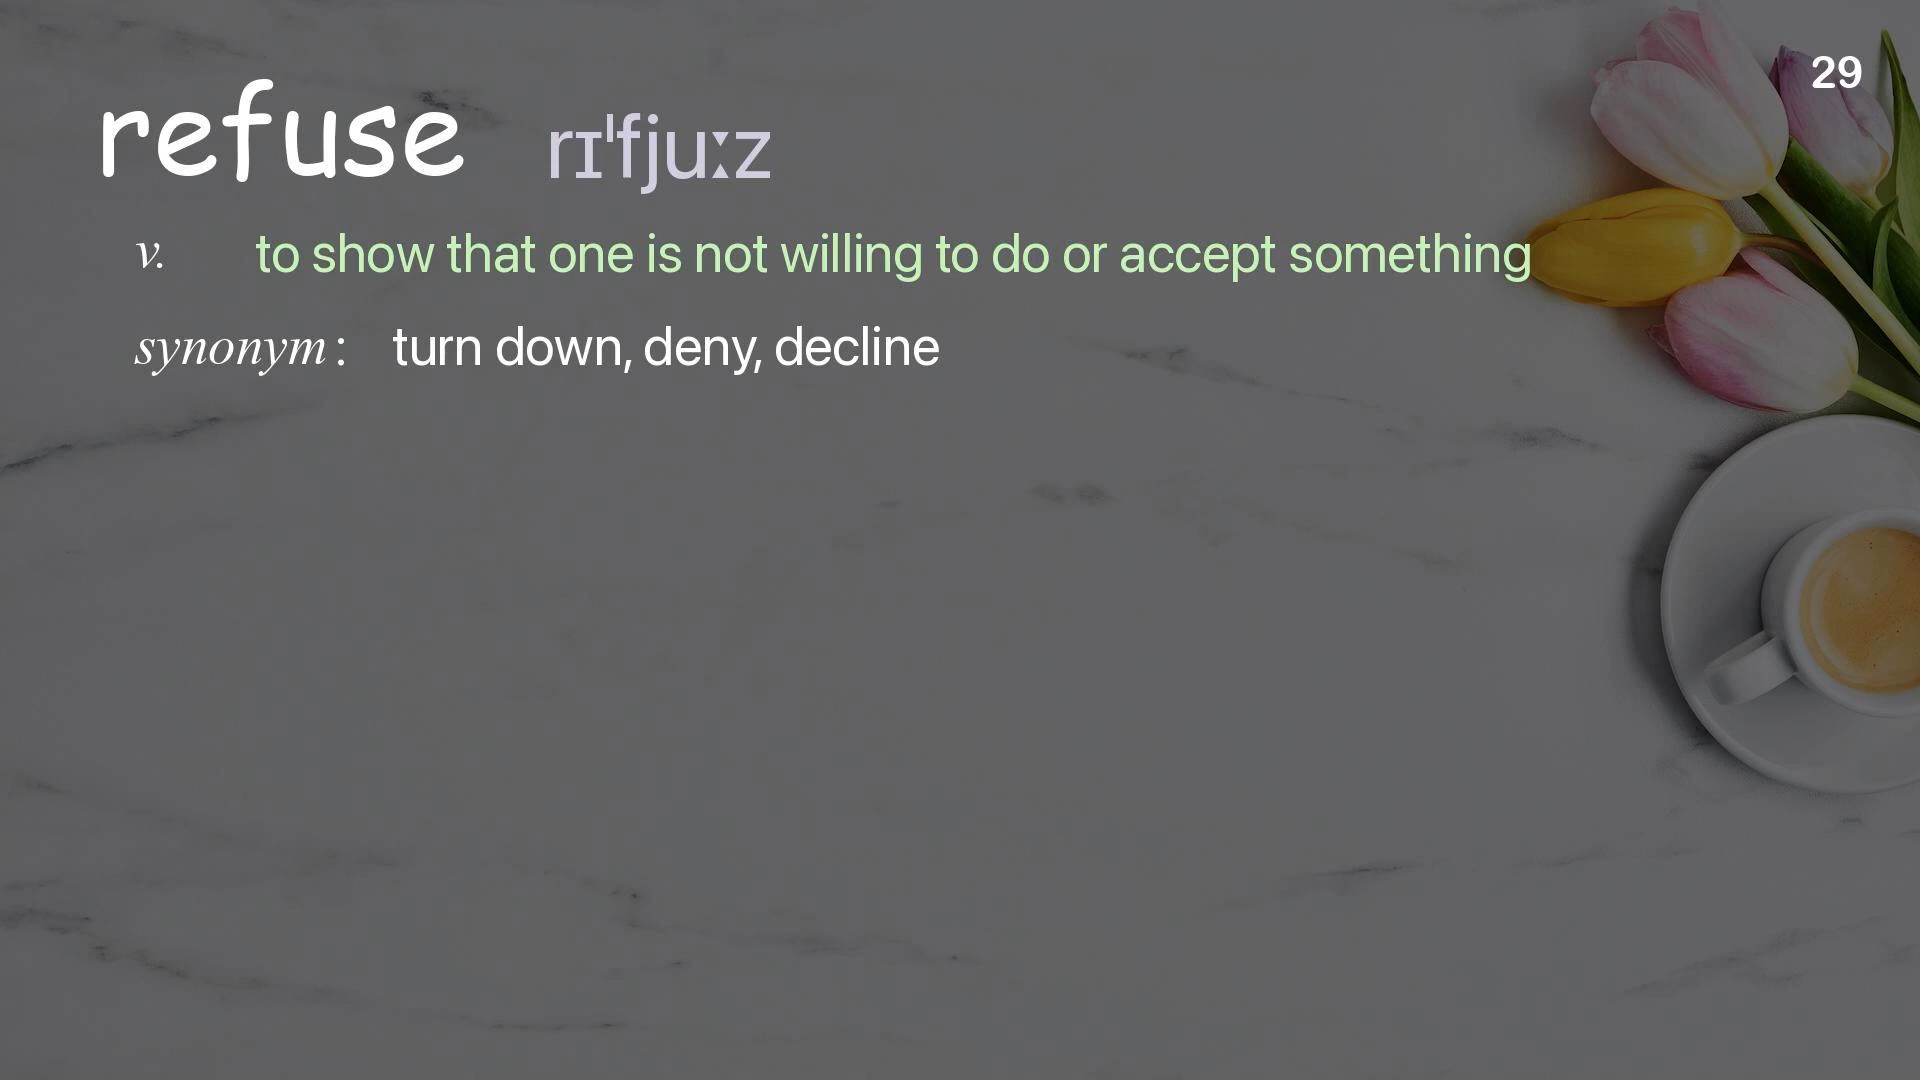 29
refuse rɪˈfjuːz
v. to show that one is not willing to do or accept something
synonym: turn down, deny, decline